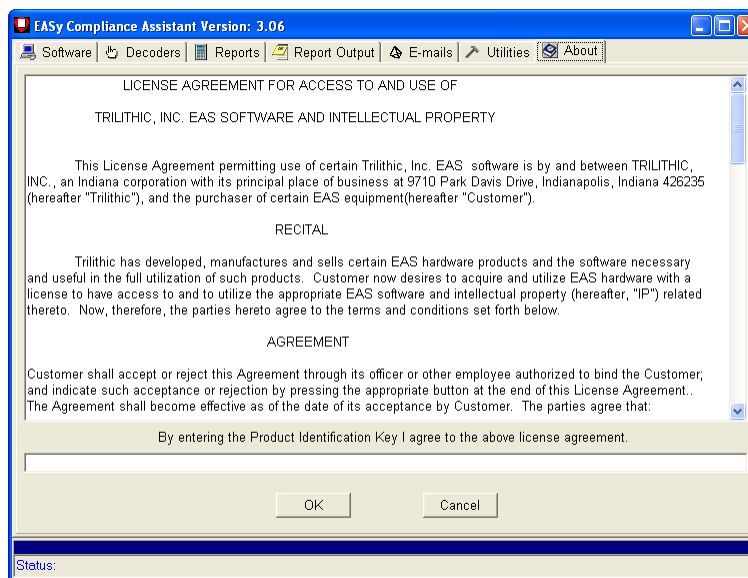 EASy Compliance Assistant Version: 3.06
Software Decoders Reports Report Output E-mails Utilities About
LICENSE AGREEMENT FOR ACCESS TO AND USE OF
TRILITHIC, INC. EAS SOFTWARE AND INTELLECTUAL PROPERTY
This License Agreement permitting use of certain Trilithic, Inc. EAS software is by and between TRILITHIC,
INC., an Indiana corporation with its principal place of business at 9710 Park Davis Drive, Indianapolis, Indiana 426235
(hereafter "Trilithic"), and the purchaser of certain EAS equipment(hereafter "Customer").
RECITAL
Trilithic has developed, manufactures and sells certain EAS hardware products and the software necessary
and useful in the full utilization of such products. Customer now desires to acquire and utilize EAS hardware with a
license to have access to and to utilize the appropriate EAS software and intellectual property (hereafter, "IP") related
thereto. Now, therefore, the parties hereto agree to the terms and conditions set forth below.
AGREEMENT
Customer shall accept or reject this Agreement through its officer or other employee authorized to bind the Customer;
and indicate such acceptance or rejection by pressing the appropriate button at the end of this License Agreement..
The Agreement shall become effective as of the date of its acceptance by Customer. The parties agree that:
By entering the Product Identification Key I agree to the above license agreement.
OK Cancel
Status: